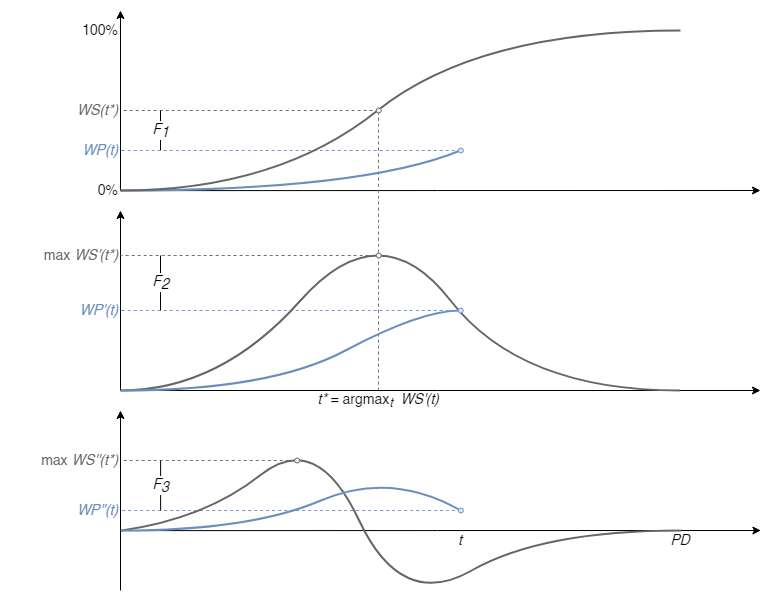 100%
WS(t*)
F1
WP(t)
0%
max WS'(t*)
F2
WP'(t)
t* = argmaxt WS'(t)
max WS''(t*)
F3
WP''(t)
t PD